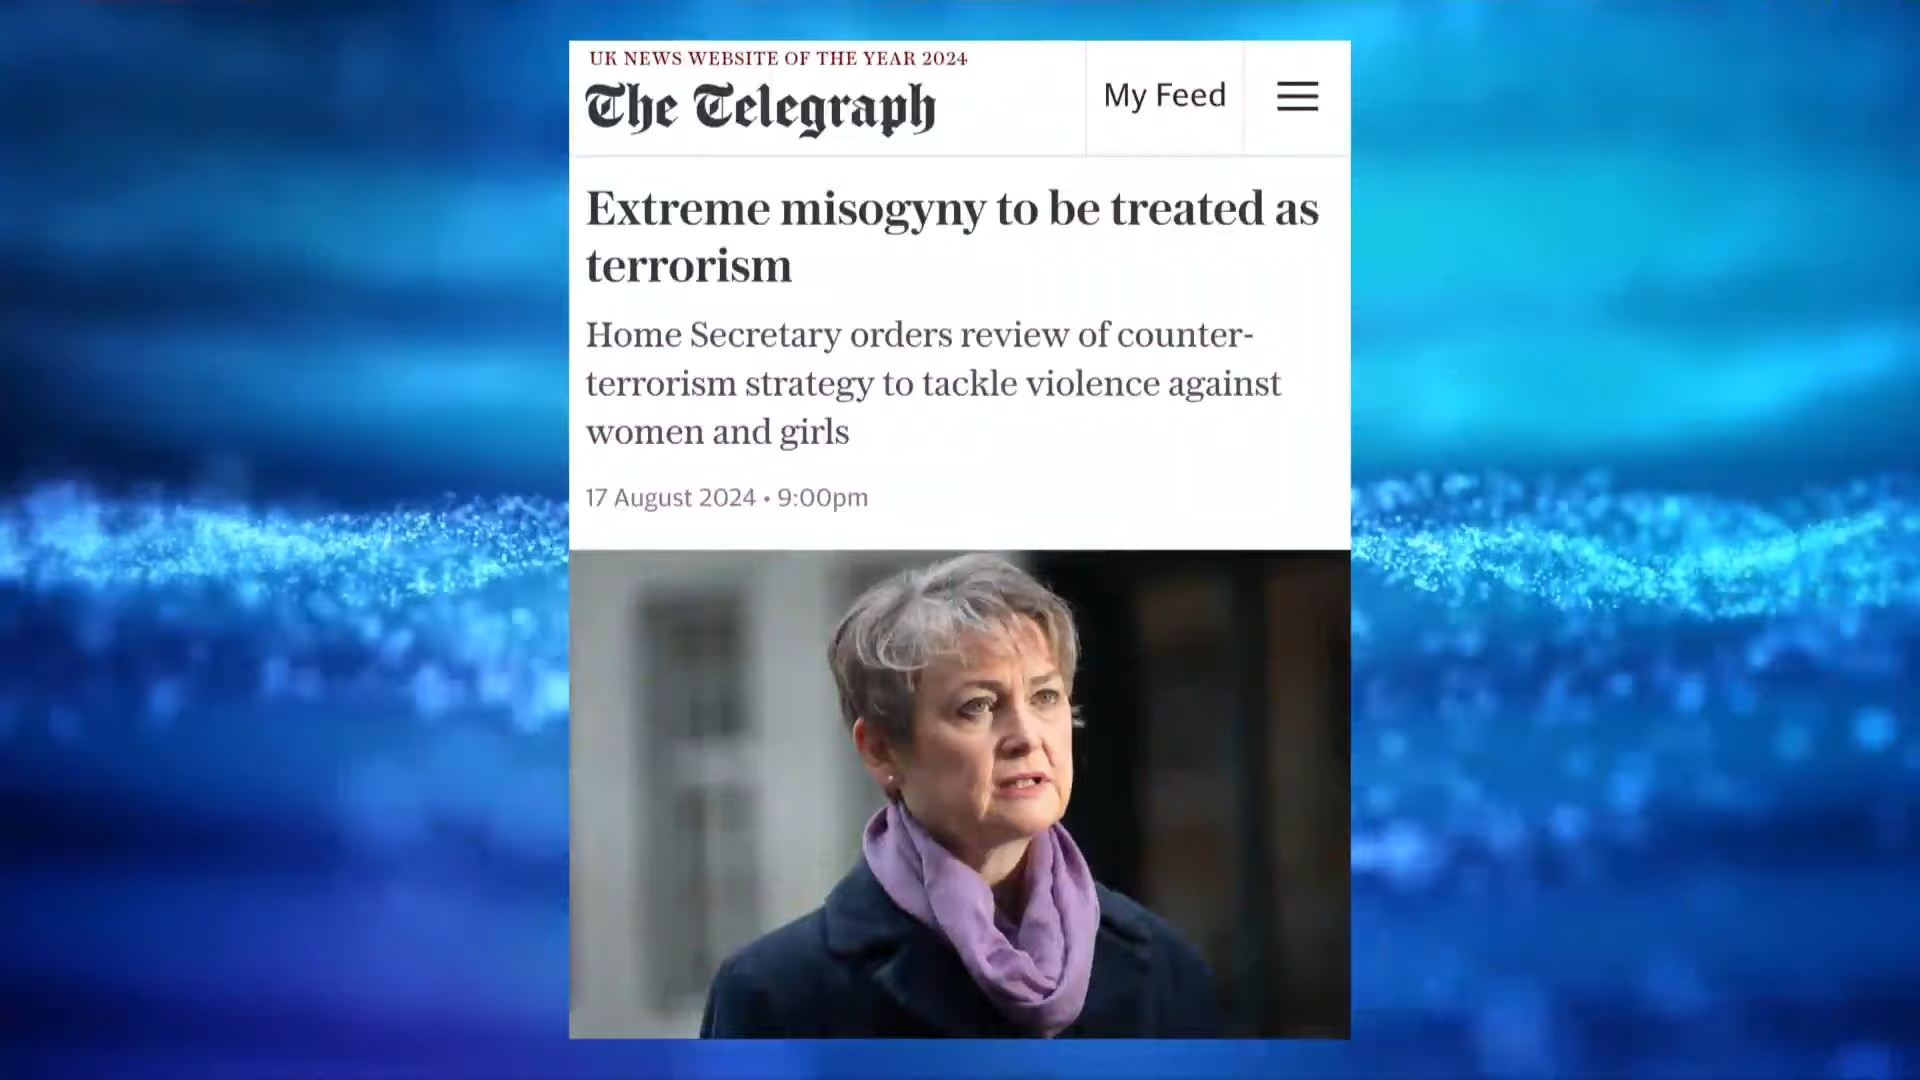 UK NEWS WEBSITE OF THE YEAR 2024
The Telegraph
My Feed
Extreme misogyny to be treated as
terrorism
Home Secretary orders review of counter-
terrorism strategy to tackle violence against
women and girls
17 August 2024 • 9:00pm